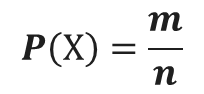 P(X) = m/n